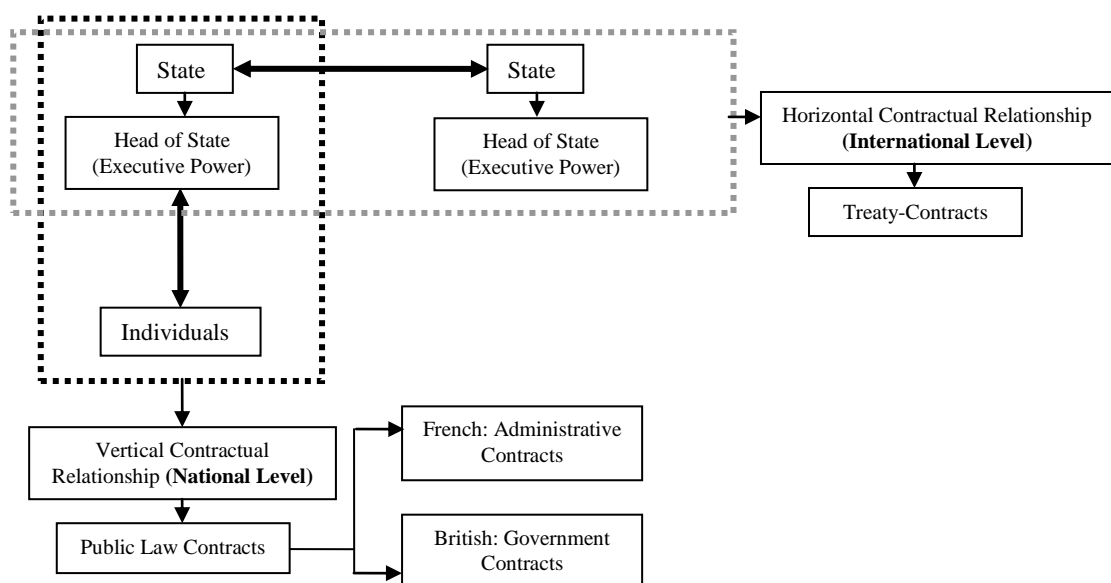 State
State
Head of State
(Executive Power)
Head of State
(Executive Power)
Horizontal Contractual Relationship
(International Level)
Treaty-Contracts
Individuals
Vertical Contractual
Relationship (National Level)
Public Law Contracts
French: Administrative
Contracts
British: Government
Contracts